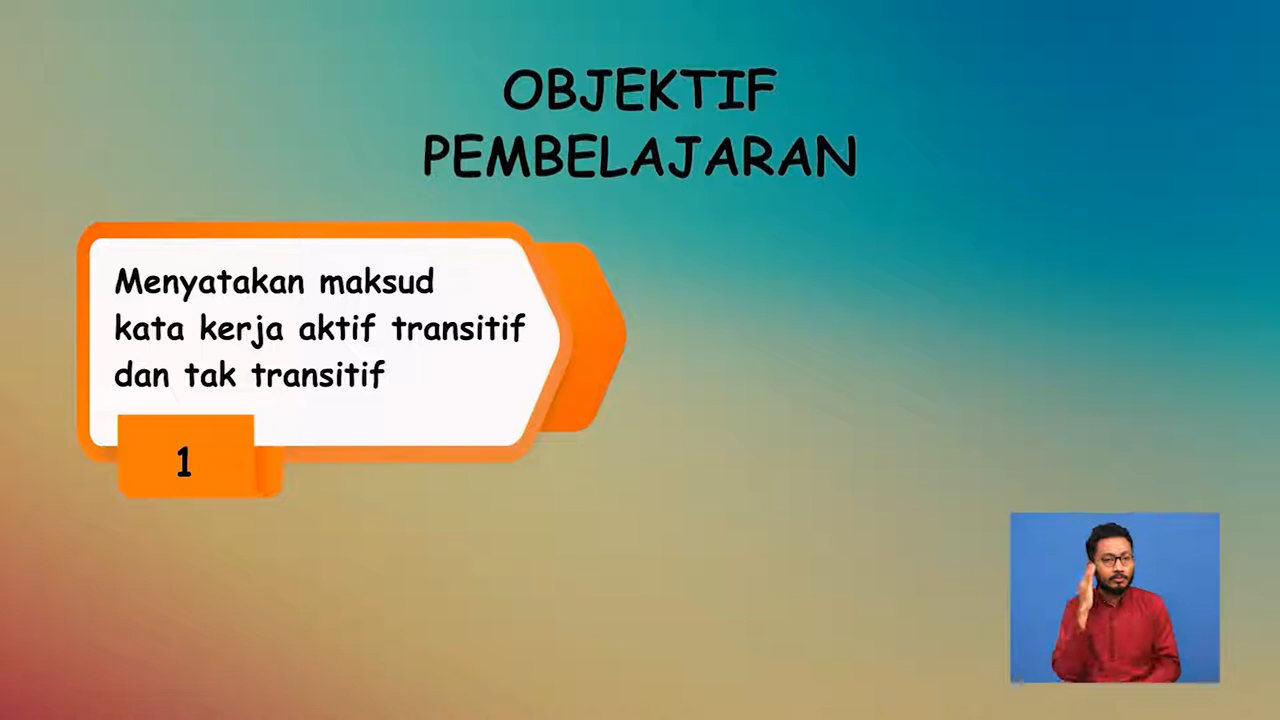 OBJEKTIF
PEMBELAJARAN
Menyatakan maksud
kata kerja aktif transitif
dan tak transitif
1